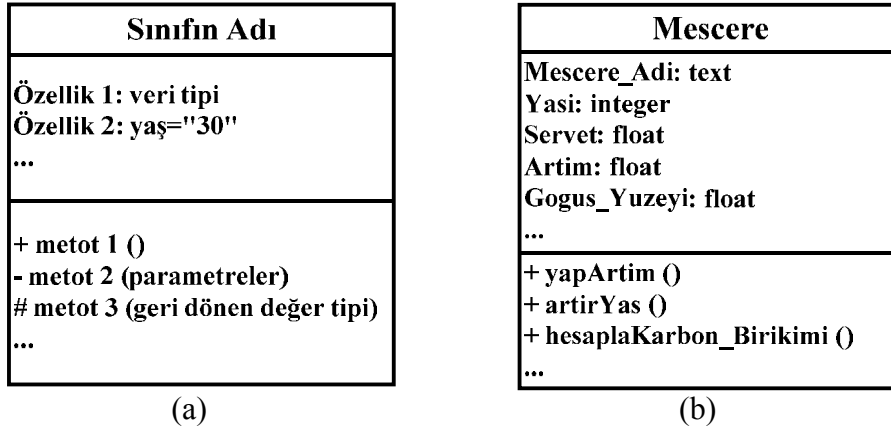 Sınıfın Adı
Özellik 1: veri tipi
Özellik 2: yaş="30"
...
+ metot 1 ()
- metot 2 (parametreler)
# metot 3 (geri dönen değer tipi)
...
(a)
Mescere
Mescere_Adi: text
Yasi: integer
Servet: float
Artim: float
Gogus_Yuzeyi: float
...
+ yapArtim ()
+ artirYas ()
+ hesaplaKarbon_Birikimi ()
...
(b)